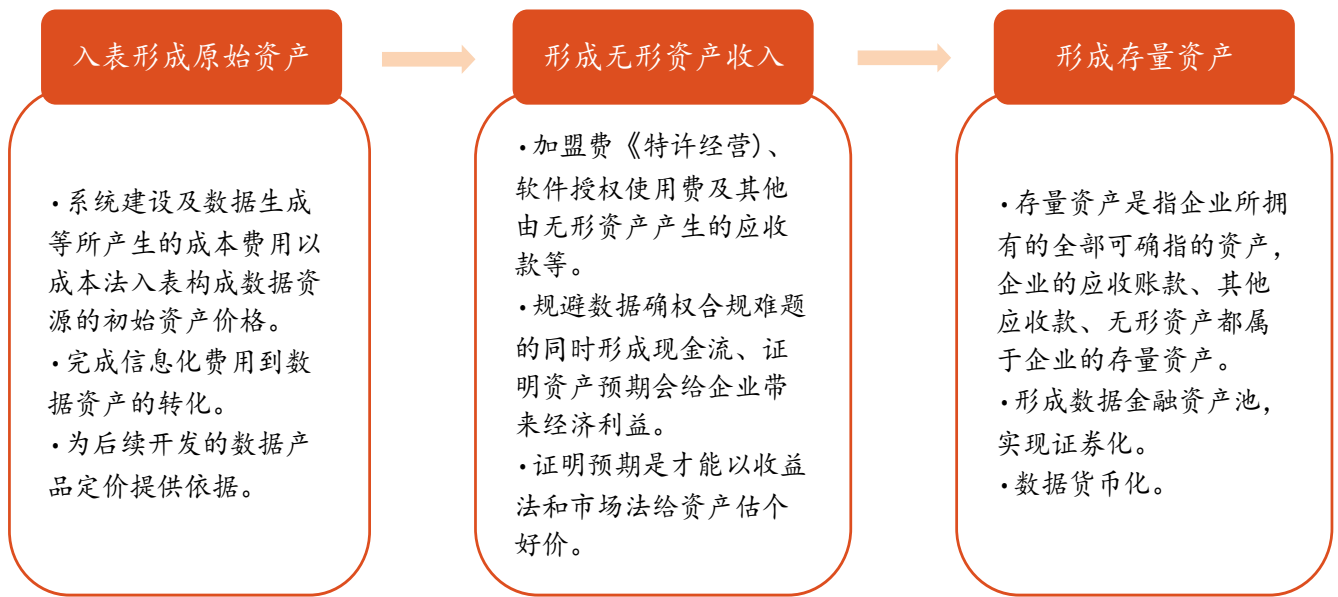 入表形成原始资产
•系统建设及数据生成
等所产生的成本费用以
成本法入表构成数据资
源的初始资产价格。
•完成信息化费用到数
据资产的转化。
•为后续开发的数据产
品定价提供依据。
形成无形资产收入
•加盟费《特许经营)、
软件授权使用费及其他
由无形资产产生的应收
款等。
•规避数据确权合规难题
的同时形成现金流、证
明资产预期会给企业带
来经济利益。
•证明预期是才能以收益
法和市场法给资产估个
好价。
形成存量资产
•存量资产是指企业所拥
有的全部可确指的资产,
企业的应收账款、其他
应收款、无形资产都属
于企业的存量资产。
•形成数据金融资产池,
实现证券化。
•数据货币化。